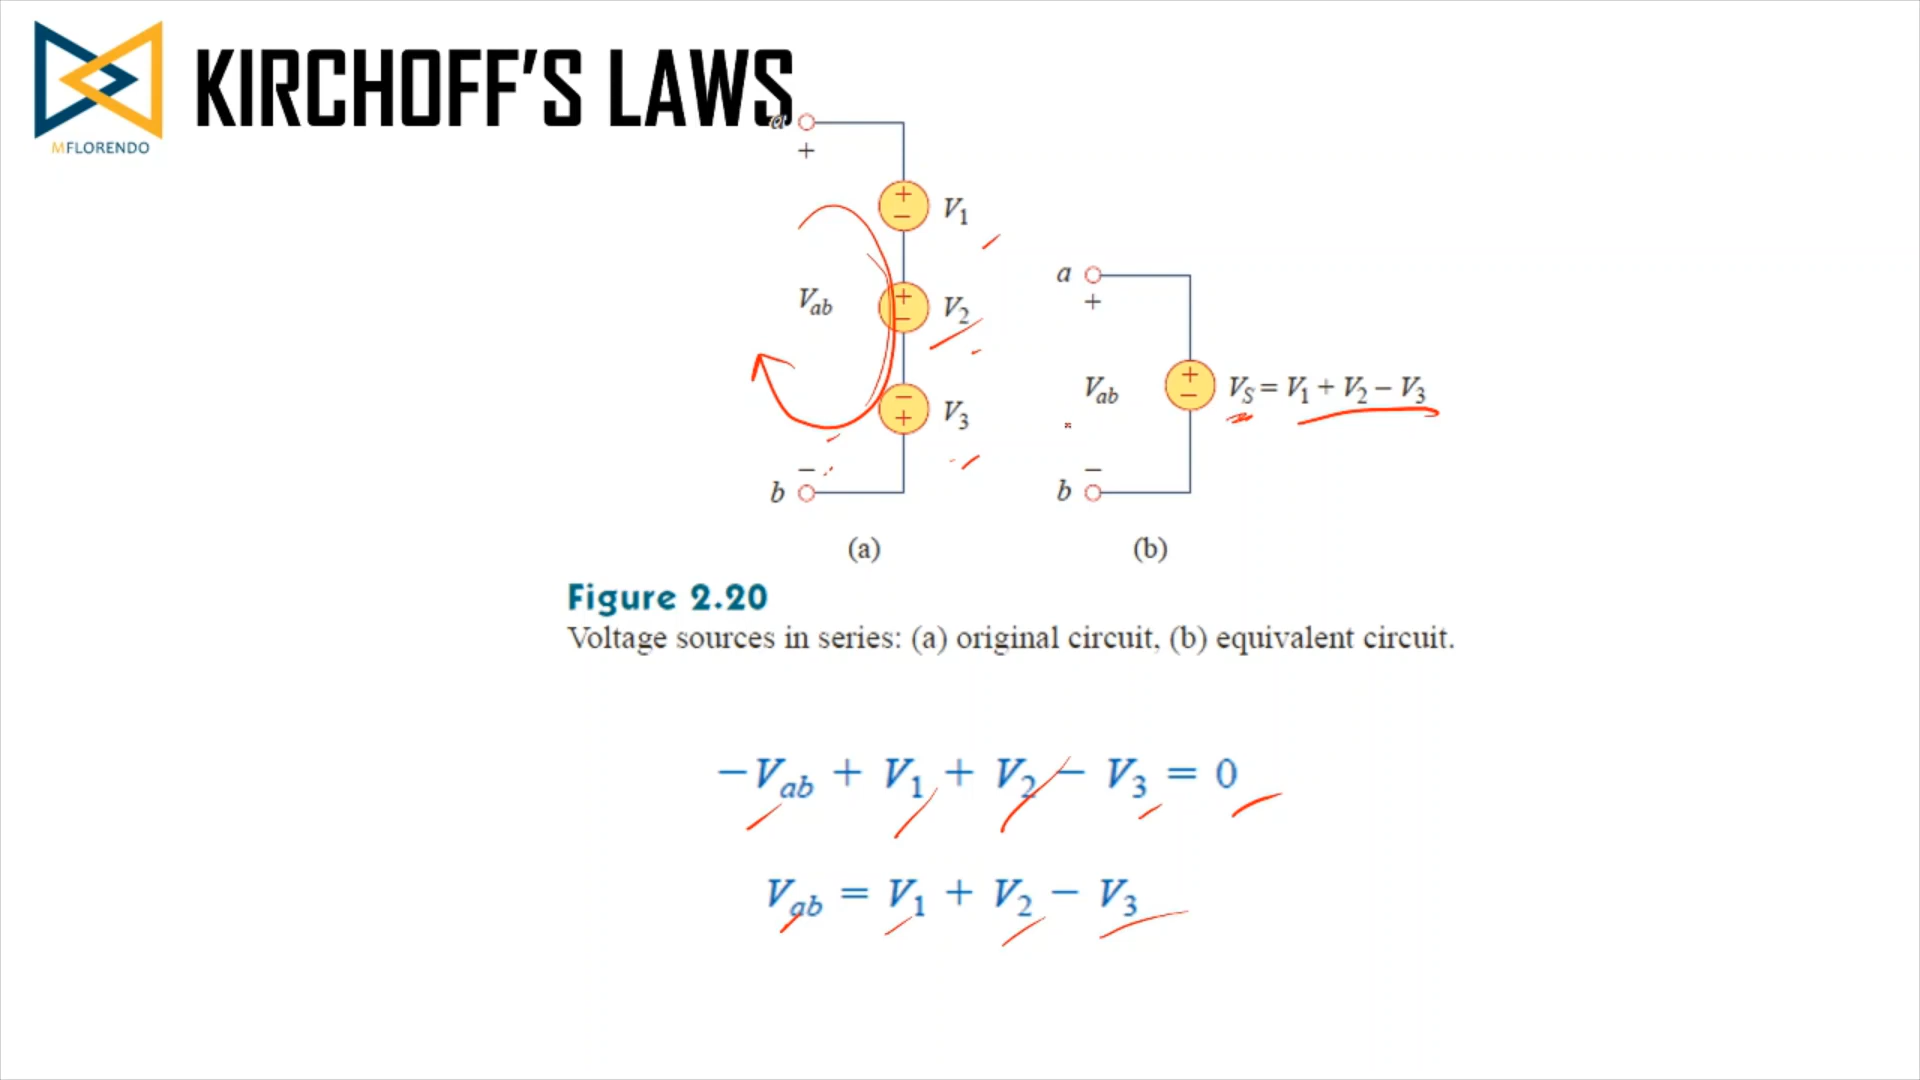 KIRCHOFF'S LAWS
MFLORENDO
a
+
+
−
V1
Vab
+
−
V2
−
+
V3
−
b
(a)
a
+
Vab
+
−
VS = V1 + V2 − V3
−
b
(b)
Figure 2.20
Voltage sources in series: (a) original circuit, (b) equivalent circuit.
−Vab + V1 + V2 − V3 = 0
Vab = V1 + V2 − V3